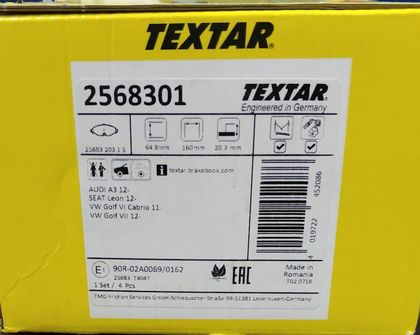 TEXTAR®
2568301
TEXTAR®
Engineered in Germany
25683 203 1 5
64.8mm
160mm
20.3 mm
i textar.brakebook.com
AUDI A3 12-
SEAT Leon 12-
VW Golf VI Cabrio 11-
VW Golf VII 12-
4 019722 452086
E1 90R-02A0069/0162
25683 T4047
EAC
Made in
Romania
1 Set / 4 Pcs
T02 0718
TMD Friction Services GmbH-Schlebuscher Straße 99-51381 Leverkusen-Germany